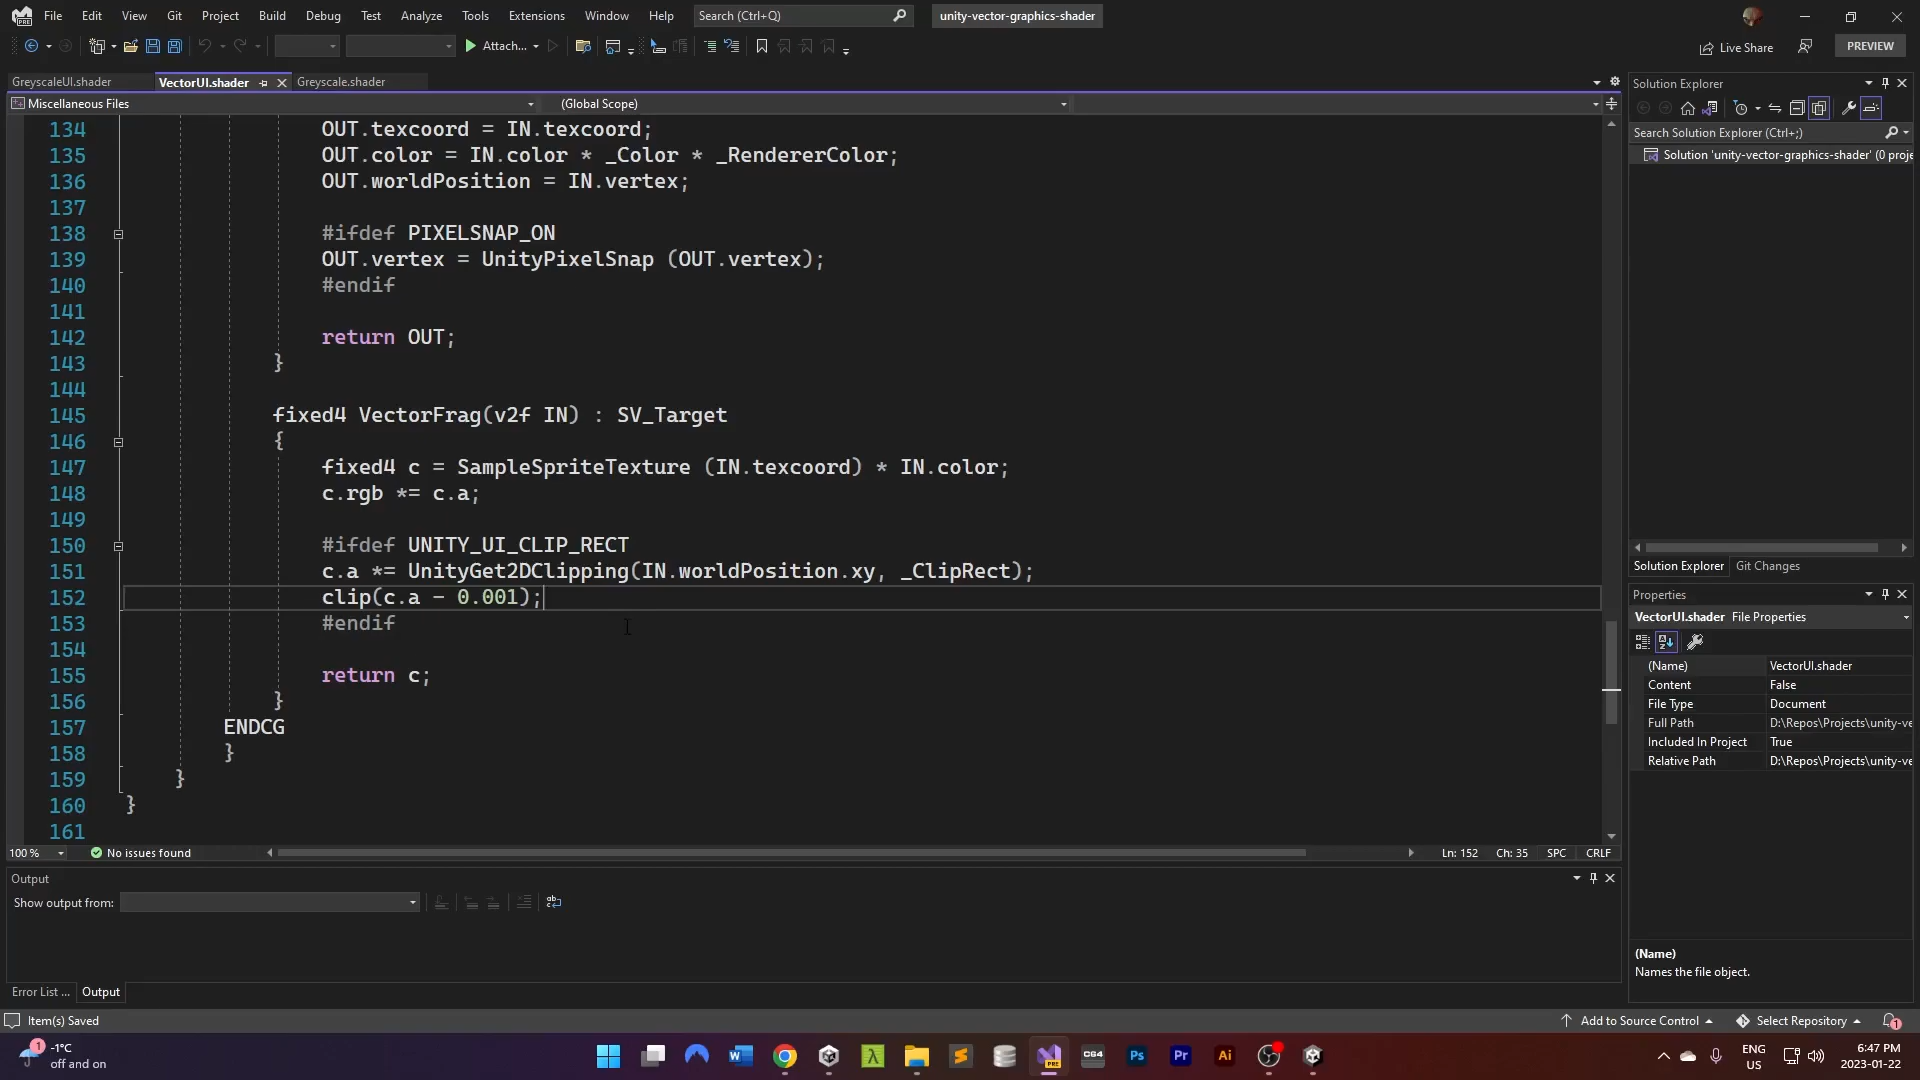 File Edit View Git Project Build Debug Test Analyze Tools Extensions Window Help Search (Ctrl+Q) unity-vector-graphics-shader
Attach... Live Share PREVIEW
GreyscaleUI.shader VectorUI.shader Greyscale.shader
Miscellaneous Files (Global Scope)
134 OUT.texcoord = IN.texcoord;
135 OUT.color = IN.color * _Color * _RendererColor;
136 OUT.worldPosition = IN.vertex;
137
138 #ifdef PIXELSNAP_ON
139 OUT.vertex = UnityPixelSnap (OUT.vertex);
140 #endif
141
142 return OUT;
143 }
144
145 fixed4 VectorFrag(v2f IN) : SV_Target
146 {
147 fixed4 c = SampleSpriteTexture (IN.texcoord) * IN.color;
148 c.rgb *= c.a;
149
150 #ifdef UNITY_UI_CLIP_RECT
151 c.a *= UnityGet2DClipping(IN.worldPosition.xy, _ClipRect);
152 clip(c.a - 0.001);
153 #endif
154
155 return c;
156 }
157 ENDCG
158 }
159 }
160 }
161
100 % No issues found Ln: 152 Ch: 35 SPC CRLF
Output
Show output from:
Error List ... Output
Solution Explorer
Search Solution Explorer (Ctrl+;)
Solution 'unity-vector-graphics-shader' (0 proje
Solution Explorer Git Changes
Properties
VectorUI.shader File Properties
(Name) VectorUI.shader
Content False
File Type Document
Full Path D:\Repos\Projects\unity-ve
Included In Project True
Relative Path D:\Repos\Projects\unity-ve
(Name)
Names the file object.
Item(s) Saved Add to Source Control Select Repository 1
1 -1°C
off and on
PRE CG4 Ps Pr Ai
ENG
US
6:47 PM
2023-01-22